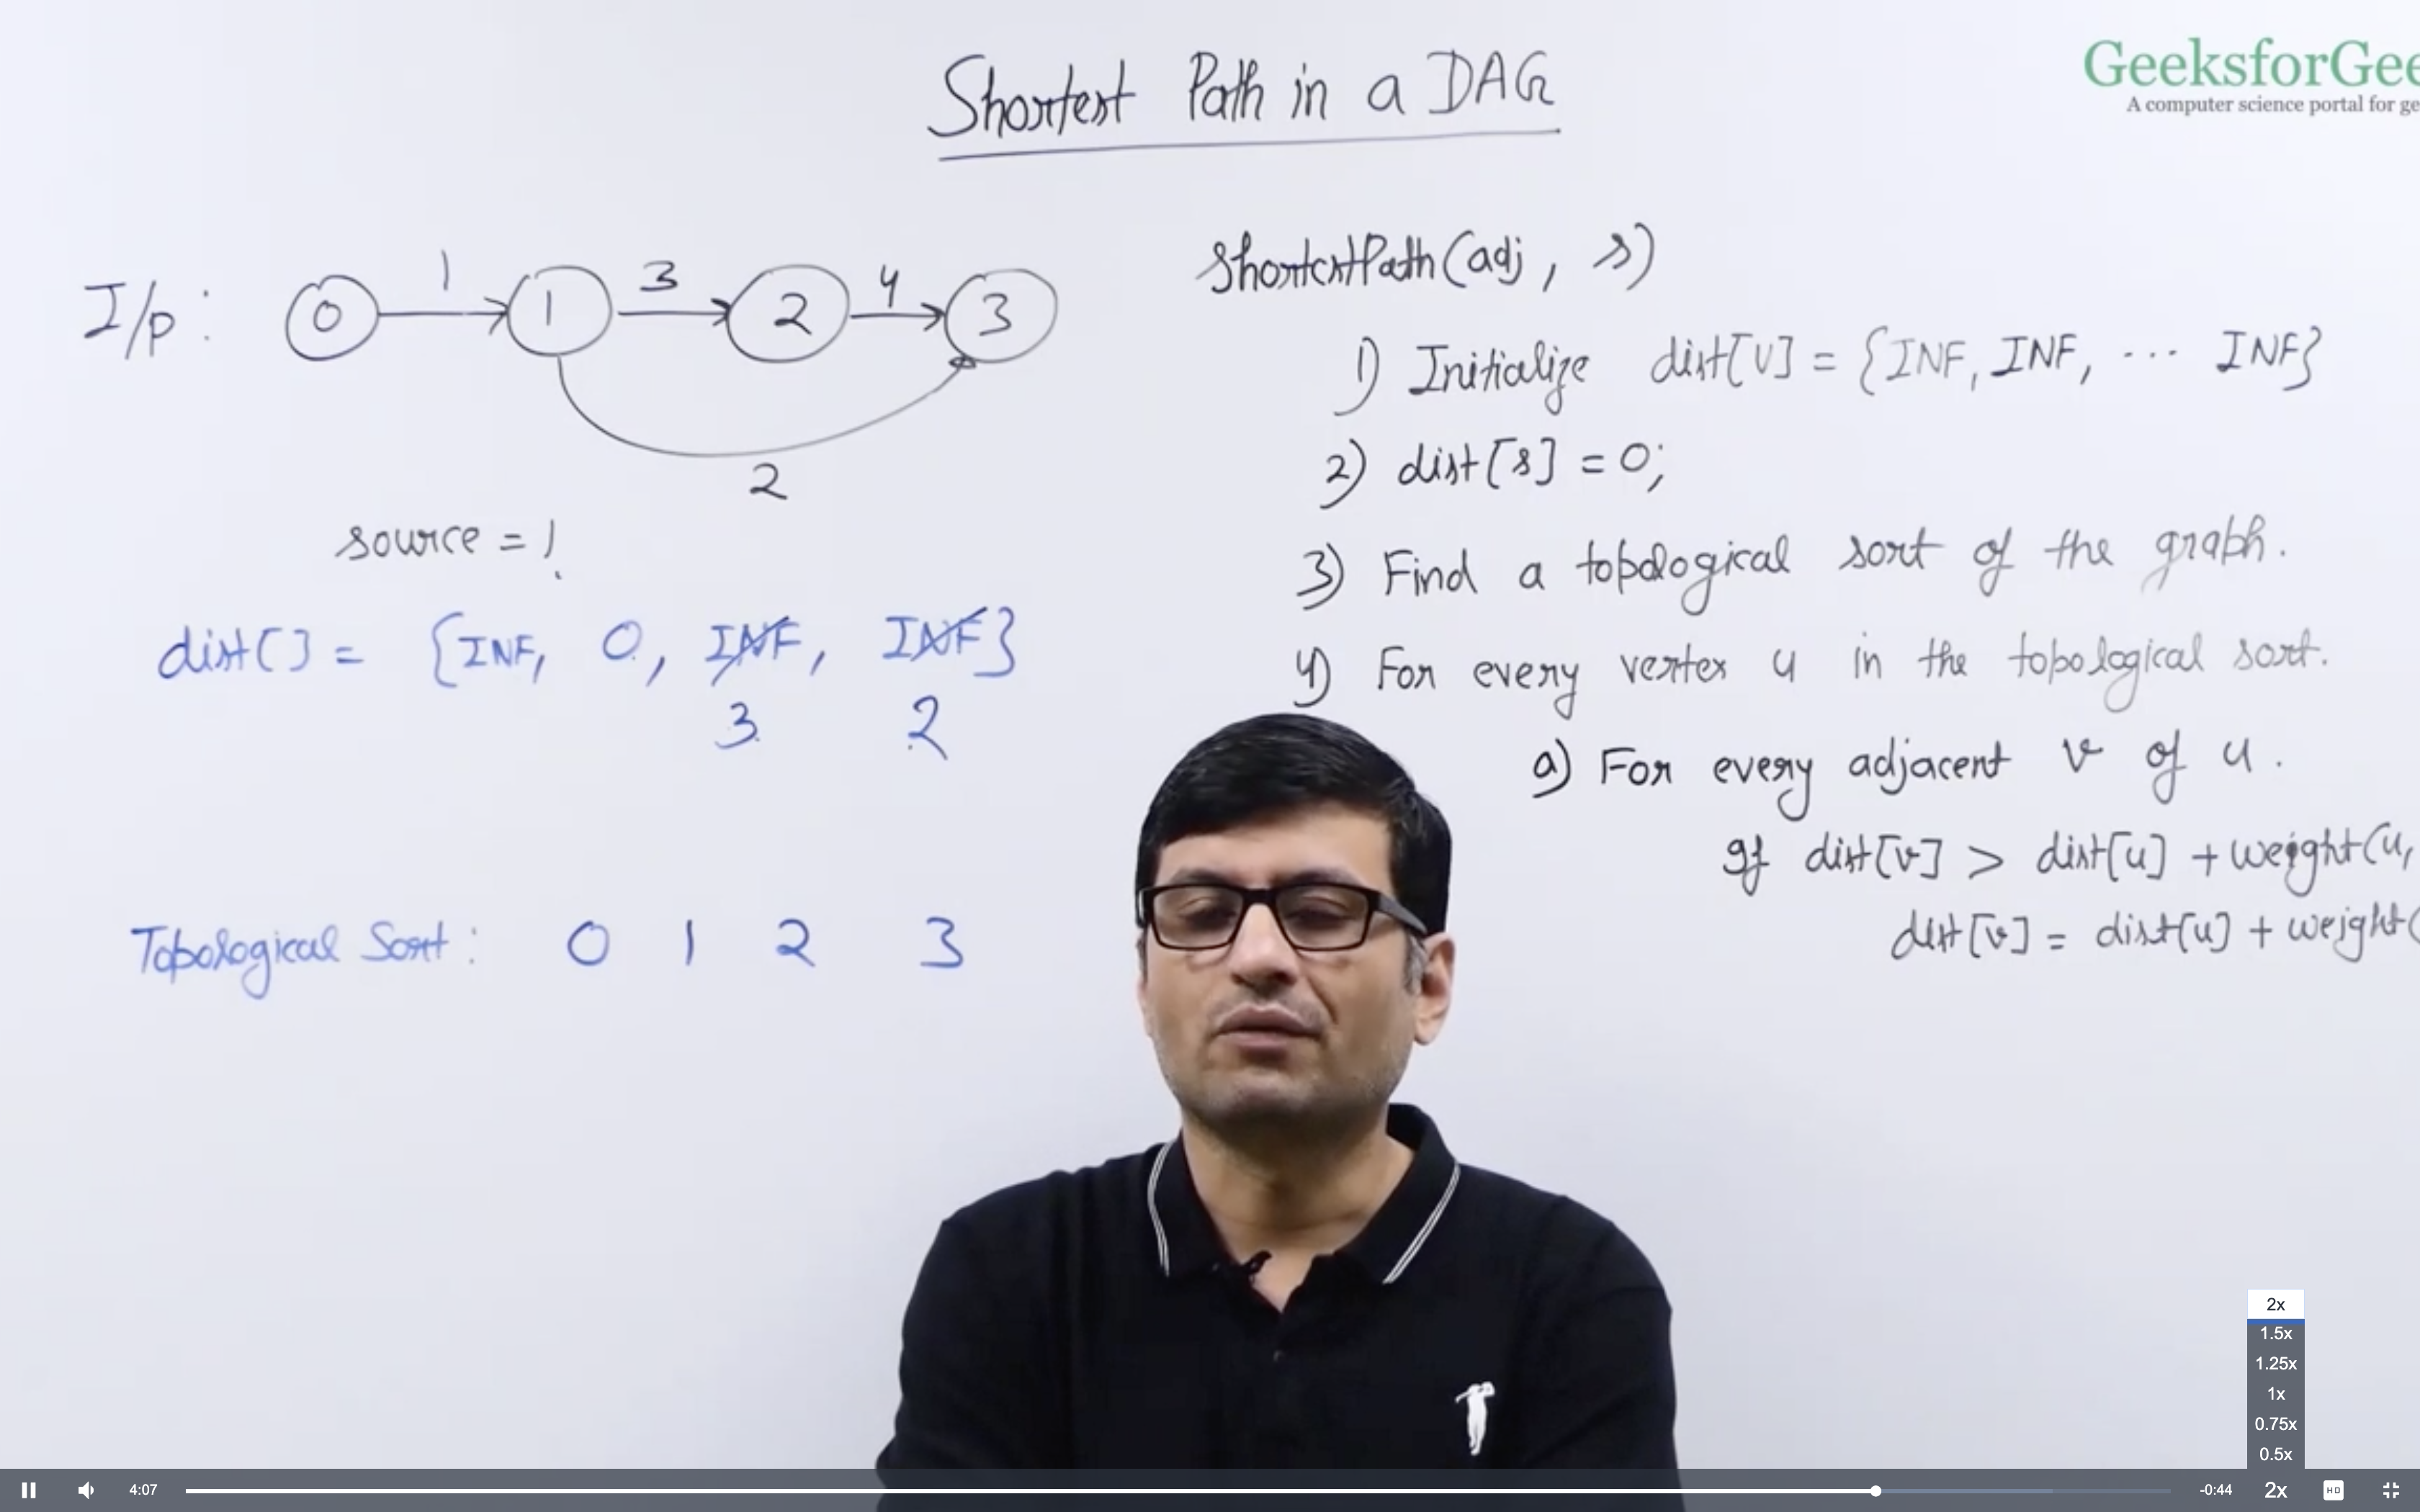 Shortest Path in a DAG
GeeksforGee
A computer science portal for ge
I/p:
0 1 1 3 2 4 3
2
source = 1
dist[] = {INF, 0, INF, INF}
3 2
Topological Sort: 0 1 2 3
ShortestPath(adj, s)
1) Initialize dist[V] = {INF, INF, ... INF}
2) dist[s] = 0;
3) Find a topological sort of the graph.
4) For every vertex u in the topological sort.
a) For every adjacent v of u.
If dist[v] > dist[u] + weight(u,
dist[v] = dist[u] + weight(
2x
1.5x
1.25x
1x
0.75x
0.5x
4:07 -0:44 2x HD